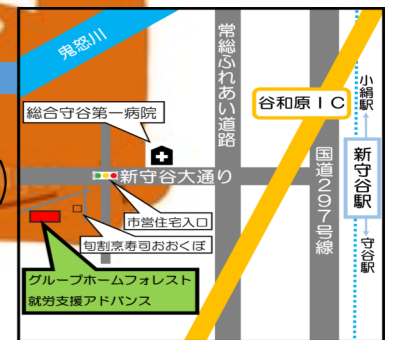 鬼怒川
常総ふれあい道路
小絹駅
谷和原IC
総合守谷第一病院
新守谷駅
国道297号線
新守谷大通り
市営住宅入口
旬割烹寿司おおくぼ
守谷駅
グループホームフォレスト
就労支援アドバンス